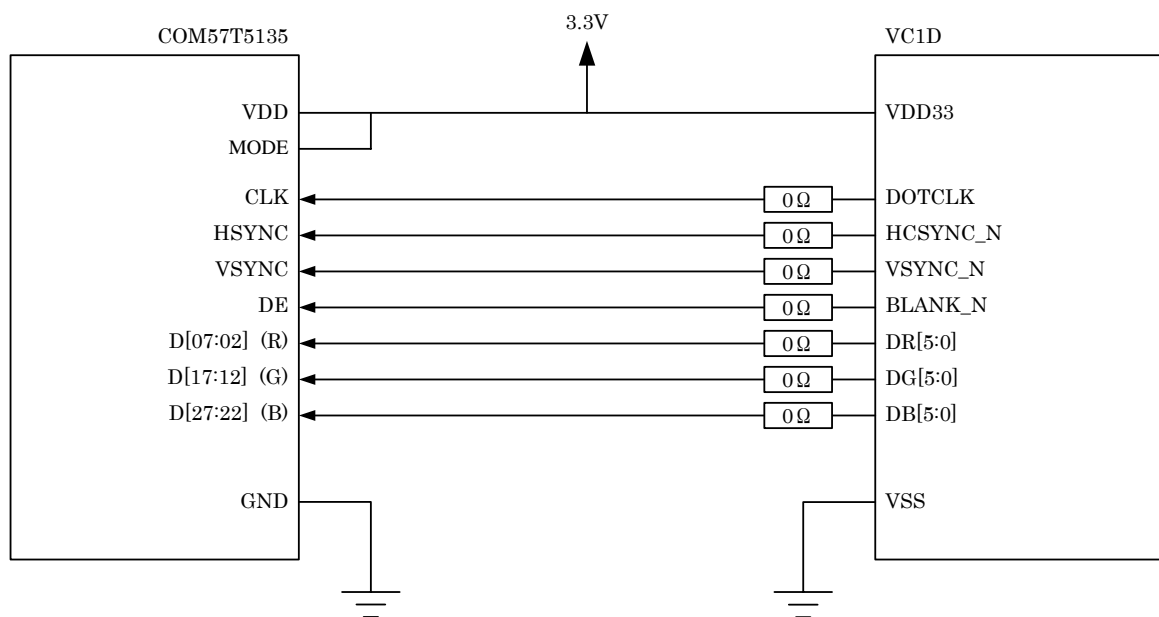 3.3V
COM57T5135 VC1D
VDD VDD33
MODE
CLK 0Ω DOTCLK
HSYNC 0Ω HCSYNC_N
VSYNC 0Ω VSYNC_N
DE 0Ω BLANK_N
D[07:02] (R) 0Ω DR[5:0]
D[17:12] (G) 0Ω DG[5:0]
D[27:22] (B) 0Ω DB[5:0]
GND VSS